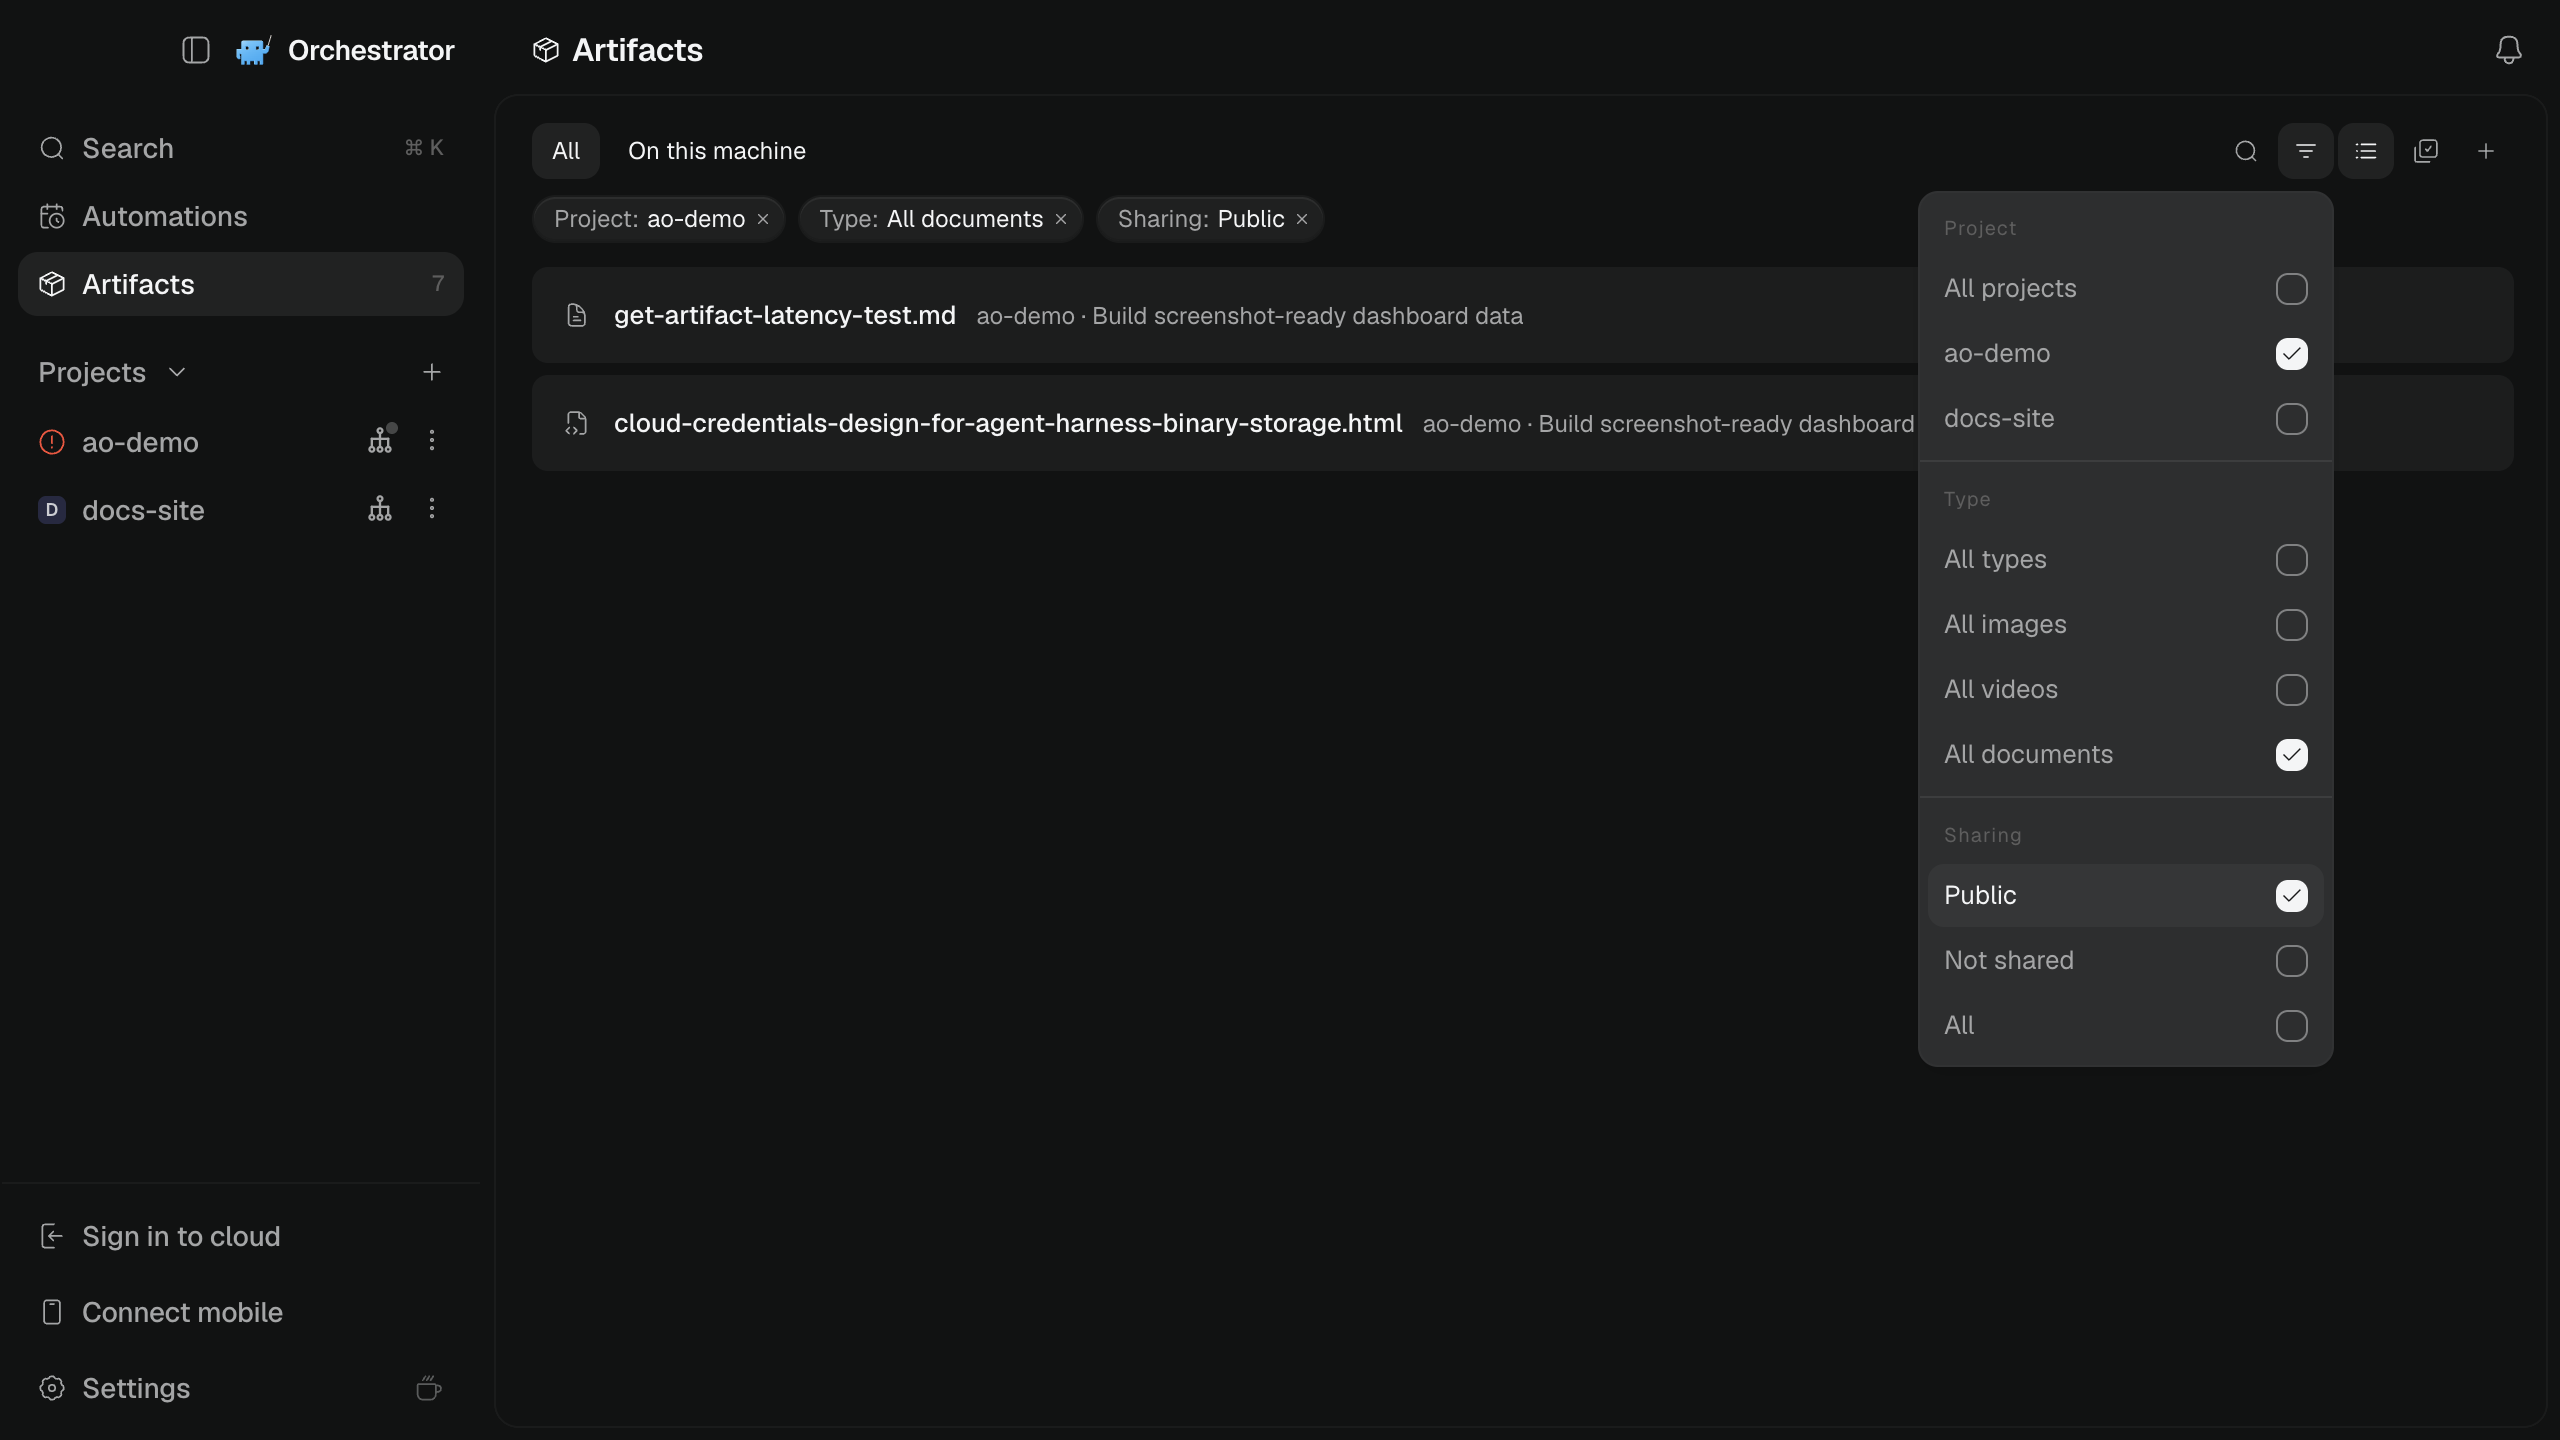 Orchestrator
Artifacts
Search ⌘ K
Automations
Artifacts 7
Projects
ao-demo
D docs-site
Sign in to cloud
Connect mobile
Settings
All On this machine
Project: ao-demo × Type: All documents × Sharing: Public ×
get-artifact-latency-test.md ao-demo · Build screenshot-ready dashboard data
cloud-credentials-design-for-agent-harness-binary-storage.html ao-demo · Build screenshot-ready dashboard
Project
All projects
ao-demo
docs-site
Type
All types
All images
All videos
All documents
Sharing
Public
Not shared
All